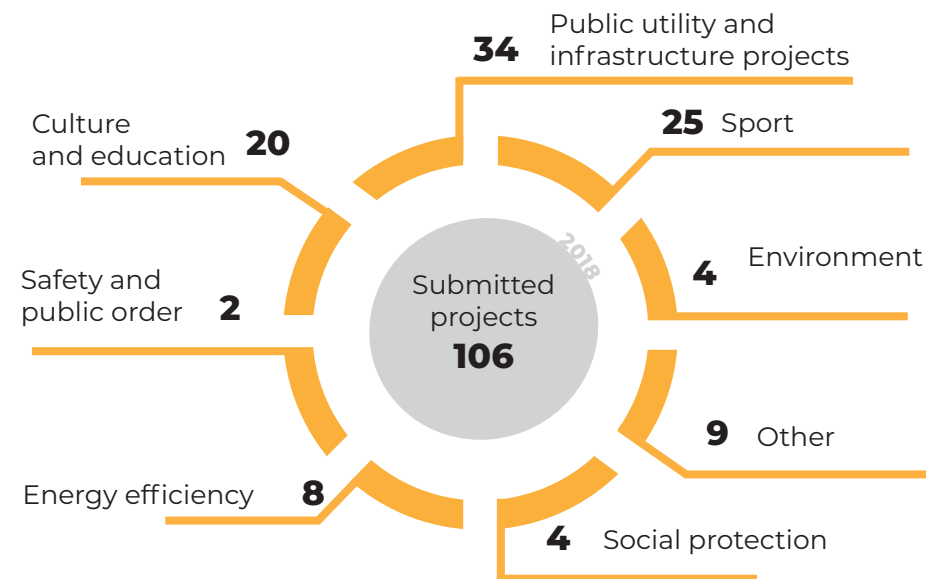 34 Public utility and
infrastructure projects
25 Sport
4 Environment
9 Other
4 Social protection
8 Energy efficiency
2 Safety and
public order
20 Culture
and education
2018
Submitted
projects
106